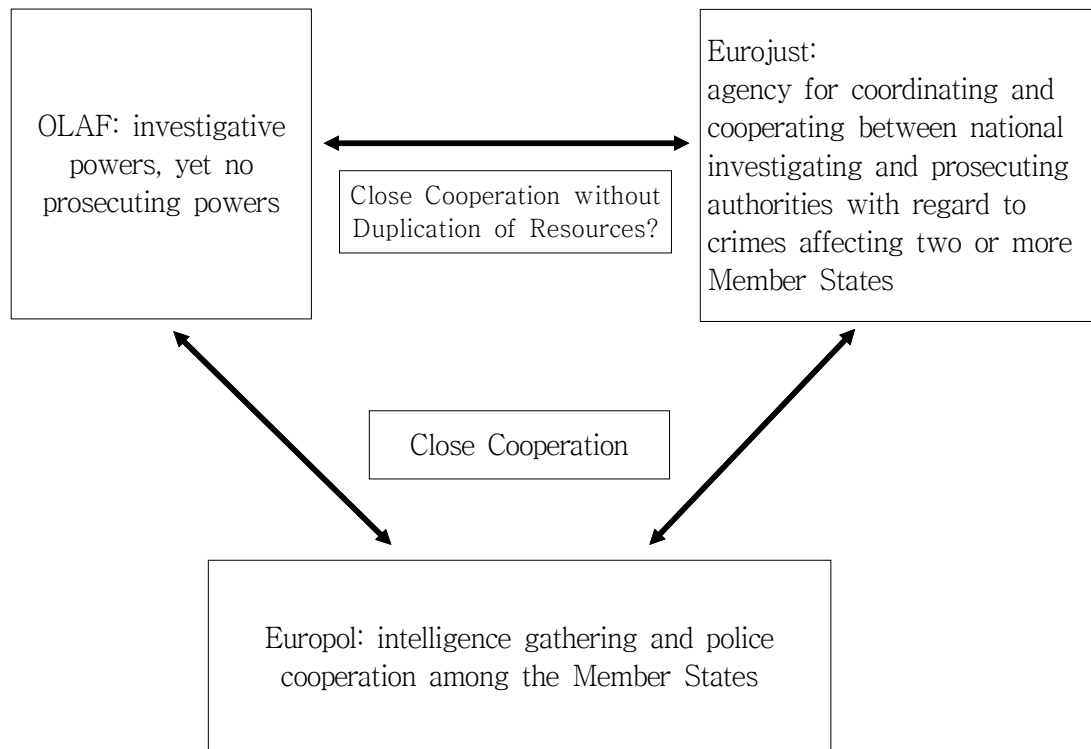 OLAF: investigative
powers, yet no
prosecuting powers
Close Cooperation without
Duplication of Resources?
Eurojust:
agency for coordinating and
cooperating between national
investigating and prosecuting
authorities with regard to
crimes affecting two or more
Member States
Close Cooperation
Europol: intelligence gathering and police
cooperation among the Member States